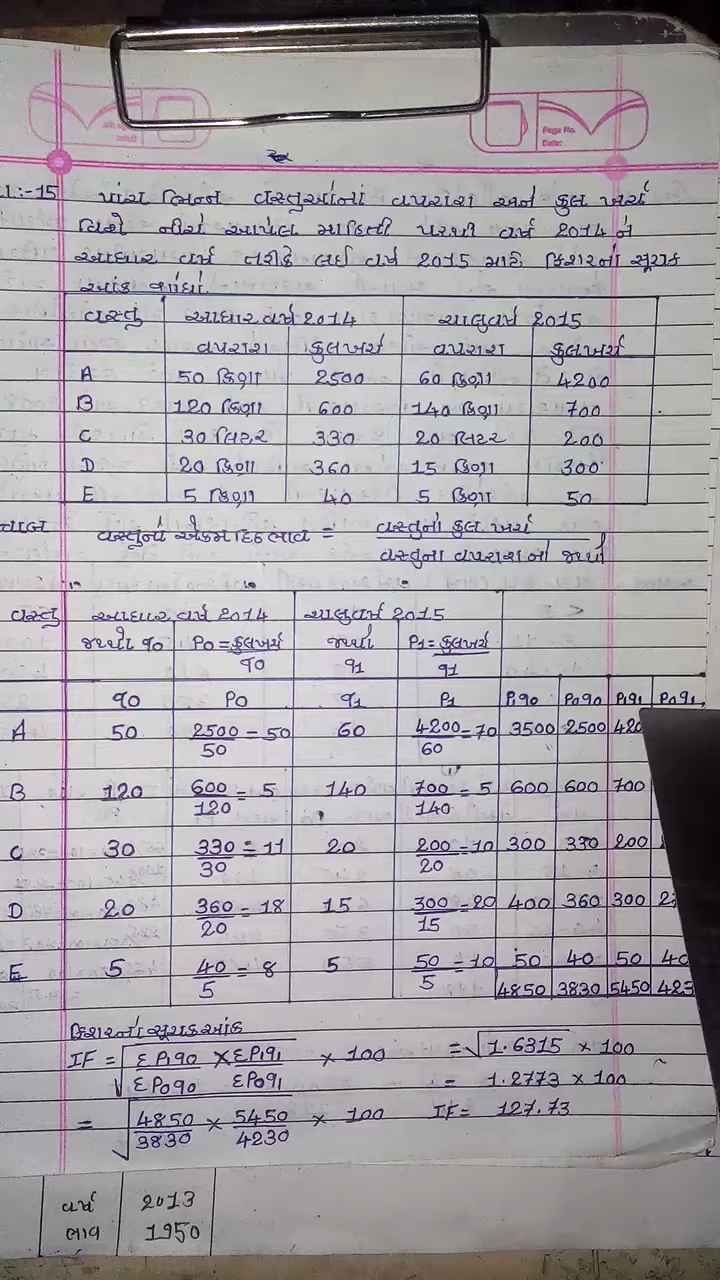 :-15 પાંચ ભિન્ન વસ્તુઓનાં વપરાશ અને કુલ ખર્ચ
વિશે નીચે આપેલ માહિતી પરથી વર્ષ 2014 ને
આધાર વર્ષ તરીકે લઇ વર્ષ 2015 માટે ફિશરનો સૂચક
આંક બાંધો.
વસ્તુ આધાર વર્ષ 2014 ચાલુવર્ષ 2015
વપરાશ કુલખર્ચ વપરાશ કુલખર્ચ
A 50 કિગ્રા 2500 60 કિગ્રા 4200
B 120 કિગ્રા 600 140 કિગ્રા 700
C 30 લિટર 330 20 લિટર 200
D 20 કિગ્રા 360 15 કિગ્રા 300
E 5 કિગ્રા 40 5 કિગ્રા 50
વસ્તુનો એકમ દિઠ ભાવ = વસ્તુનો કુલ ખર્ચ
વસ્તુના વપરાશનો જથ્થો
વસ્તુ આધાર વર્ષ 2014 ચાલુવર્ષ 2015
જથ્થો q0 P0 = કુલખર્ચ / q0 જથ્થો q1 P1 = કુલખર્ચ / q1
q0 P0 q1 P1 P1q0 P0q0 P1q1 P0q1
A 50 2500/50 = 50 60 4200/60 = 70 3500 2500 420
B 120 600/120 = 5 140 700/140 = 5 600 600 700
C 30 330/30 = 11 20 200/20 = 10 300 330 200
D 20 360/20 = 18 15 300/15 = 20 400 360 300 2
E 5 40/5 = 8 5 50/5 = 10 50 40 50 40
4850 3830 5450 423
ફિશરનો સૂચકઆંક
IF = √(ΣP1q0/ΣP0q0 × ΣP1q1/ΣP0q1) × 100
= √(4850/3830 × 5450/4230) × 100
= √1.6315 × 100
= 1.2773 × 100
IF = 127.73
વર્ષ 2013
ભાવ 1950